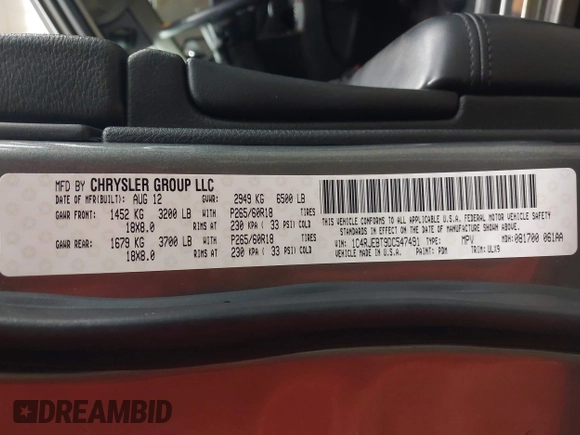 MFD BY CHRYSLER GROUP LLC
DATE OF MFR(BUILT): AUG 12 GVWR: 2949 KG 6500 LB
GAWR FRONT: 1452 KG 3200 LB WITH P265/60R18 TIRES
18X8.0 RIMS AT 230 KPA ( 33 PSI) COLD
GAWR REAR: 1679 KG 3700 LB WITH P265/60R18 TIRES
18X8.0 RIMS AT 230 KPA ( 33 PSI) COLD
THIS VEHICLE CONFORMS TO ALL APPLICABLE U.S.A. FEDERAL MOTOR VEHICLE SAFETY
STANDARDS IN EFFECT ON THE DATE OF MANUFACTURE SHOWN ABOVE.
VIN: 1C4RJEBT9DC547491 TYPE: MPV MDH: 081700 061AA
VEHICLE MADE IN U.S.A. PAINT: PDM TRIM: ULX9
DREAMBID